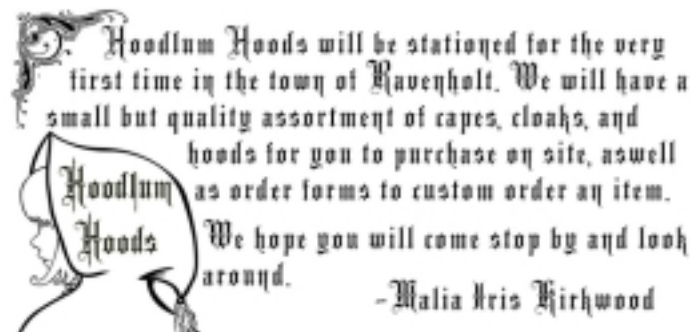 Hoodlum Hoods will be stationed for the very
first time in the town of Ravenholt. We will have a
small but quality assortment of capes, cloaks, and
hoods for you to purchase on site, aswell
as order forms to custom order an item.
We hope you will come stop by and look
around.
-Malia Iris Kirkwood
Hoodlum
Hoods